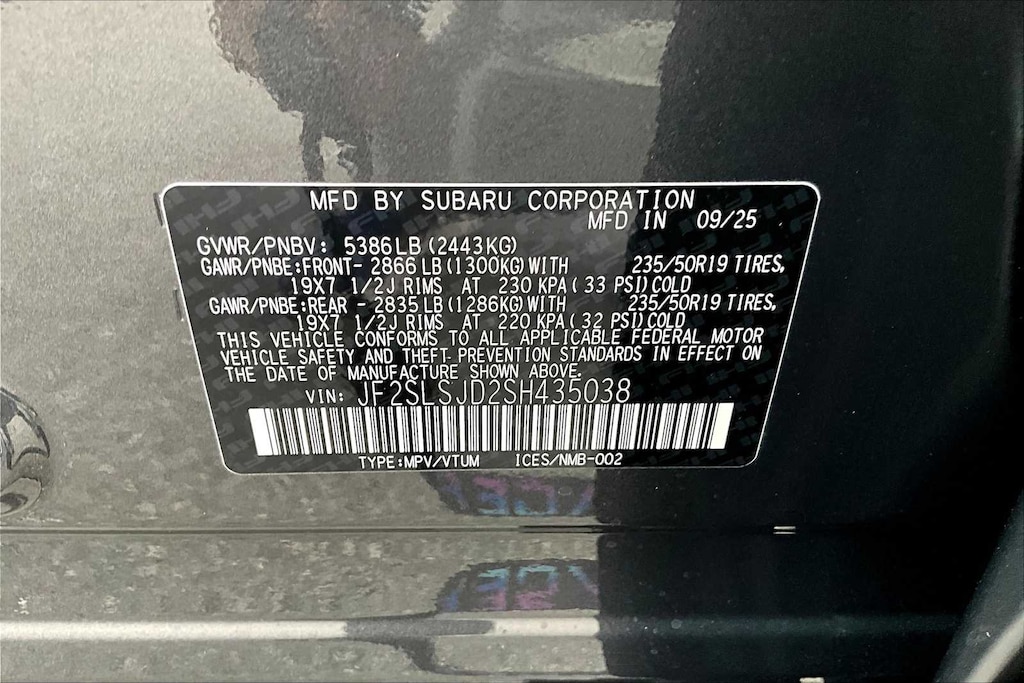 MFD BY SUBARU CORPORATION
MFD IN 09/25
GVWR/PNBV: 5386LB(2443KG)
GAWR/PNBE:FRONT- 2866LB(1300KG)WITH 235/50R19 TIRES,
19X7 1/2J RIMS AT 230 KPA( 33 PSI)COLD
GAWR/PNBE:REAR - 2835LB(1286KG)WITH 235/50R19 TIRES,
19X7 1/2J RIMS AT 220 KPA( 32 PSI)COLD
THIS VEHICLE CONFORMS TO ALL APPLICABLE FEDERAL MOTOR
VEHICLE SAFETY AND THEFT PREVENTION STANDARDS IN EFFECT ON
THE DATE OF MANUFACTURE SHOWN ABOVE.
VIN: JF2SLSJD2SH435038
TYPE:MPV/VTUM ICES/NMB-002